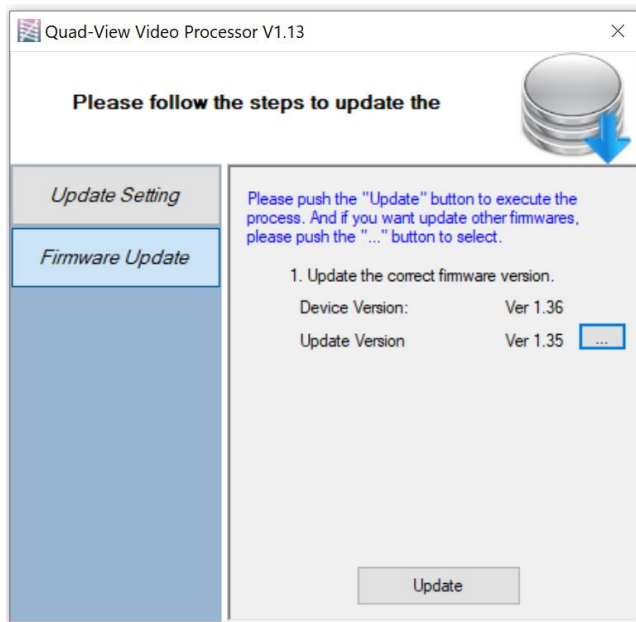 Quad-View Video Processor V1.13
Please follow the steps to update the
Update Setting
Firmware Update
Please push the "Update" button to execute the
process. And if you want update other firmwares,
please push the "..." button to select.
1. Update the correct firmware version.
Device Version: Ver 1.36
Update Version Ver 1.35 ...
Update